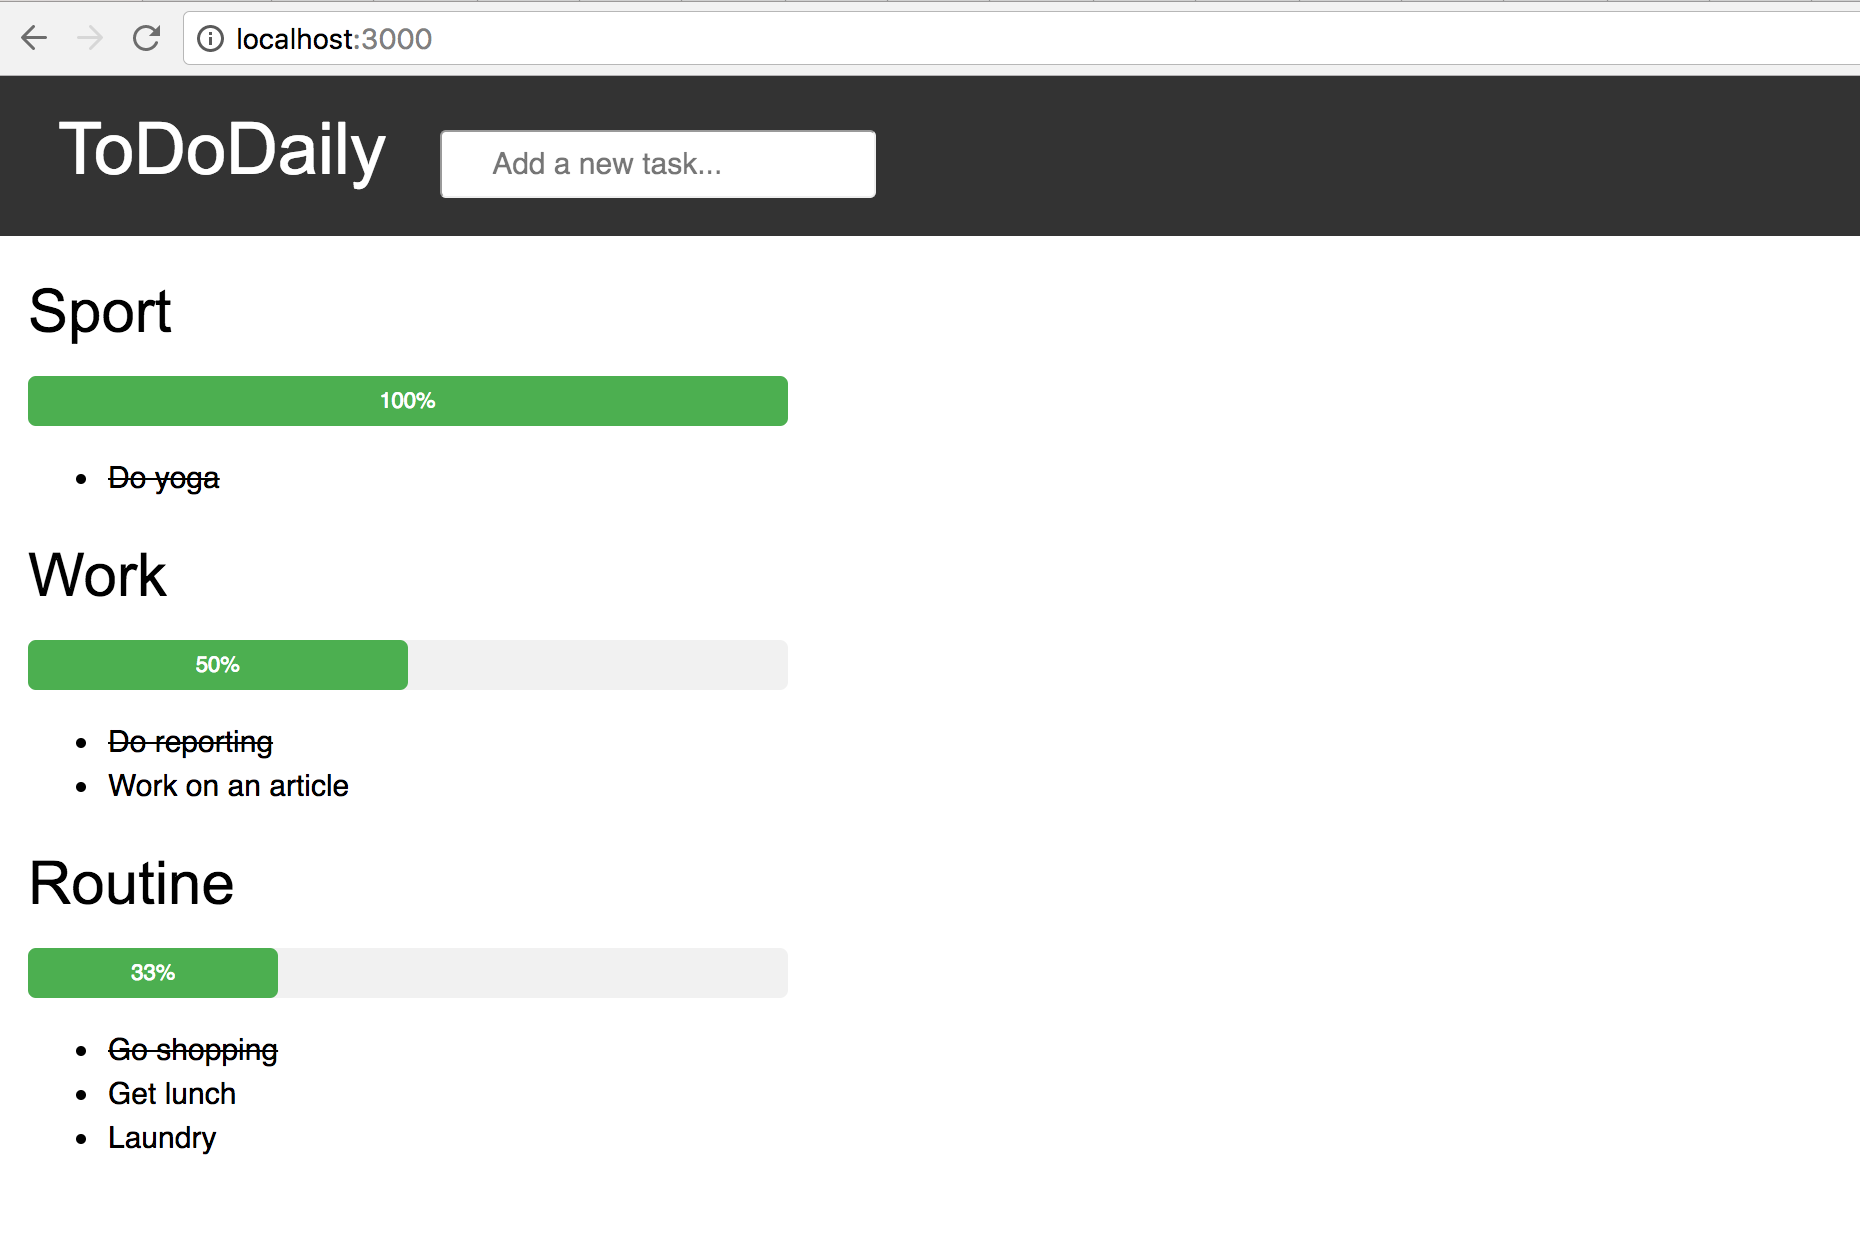 localhost:3000
ToDoDaily
Add a new task...
Sport
100%
Do yoga
Work
50%
Do reporting
Work on an article
Routine
33%
Go shopping
Get lunch
Laundry